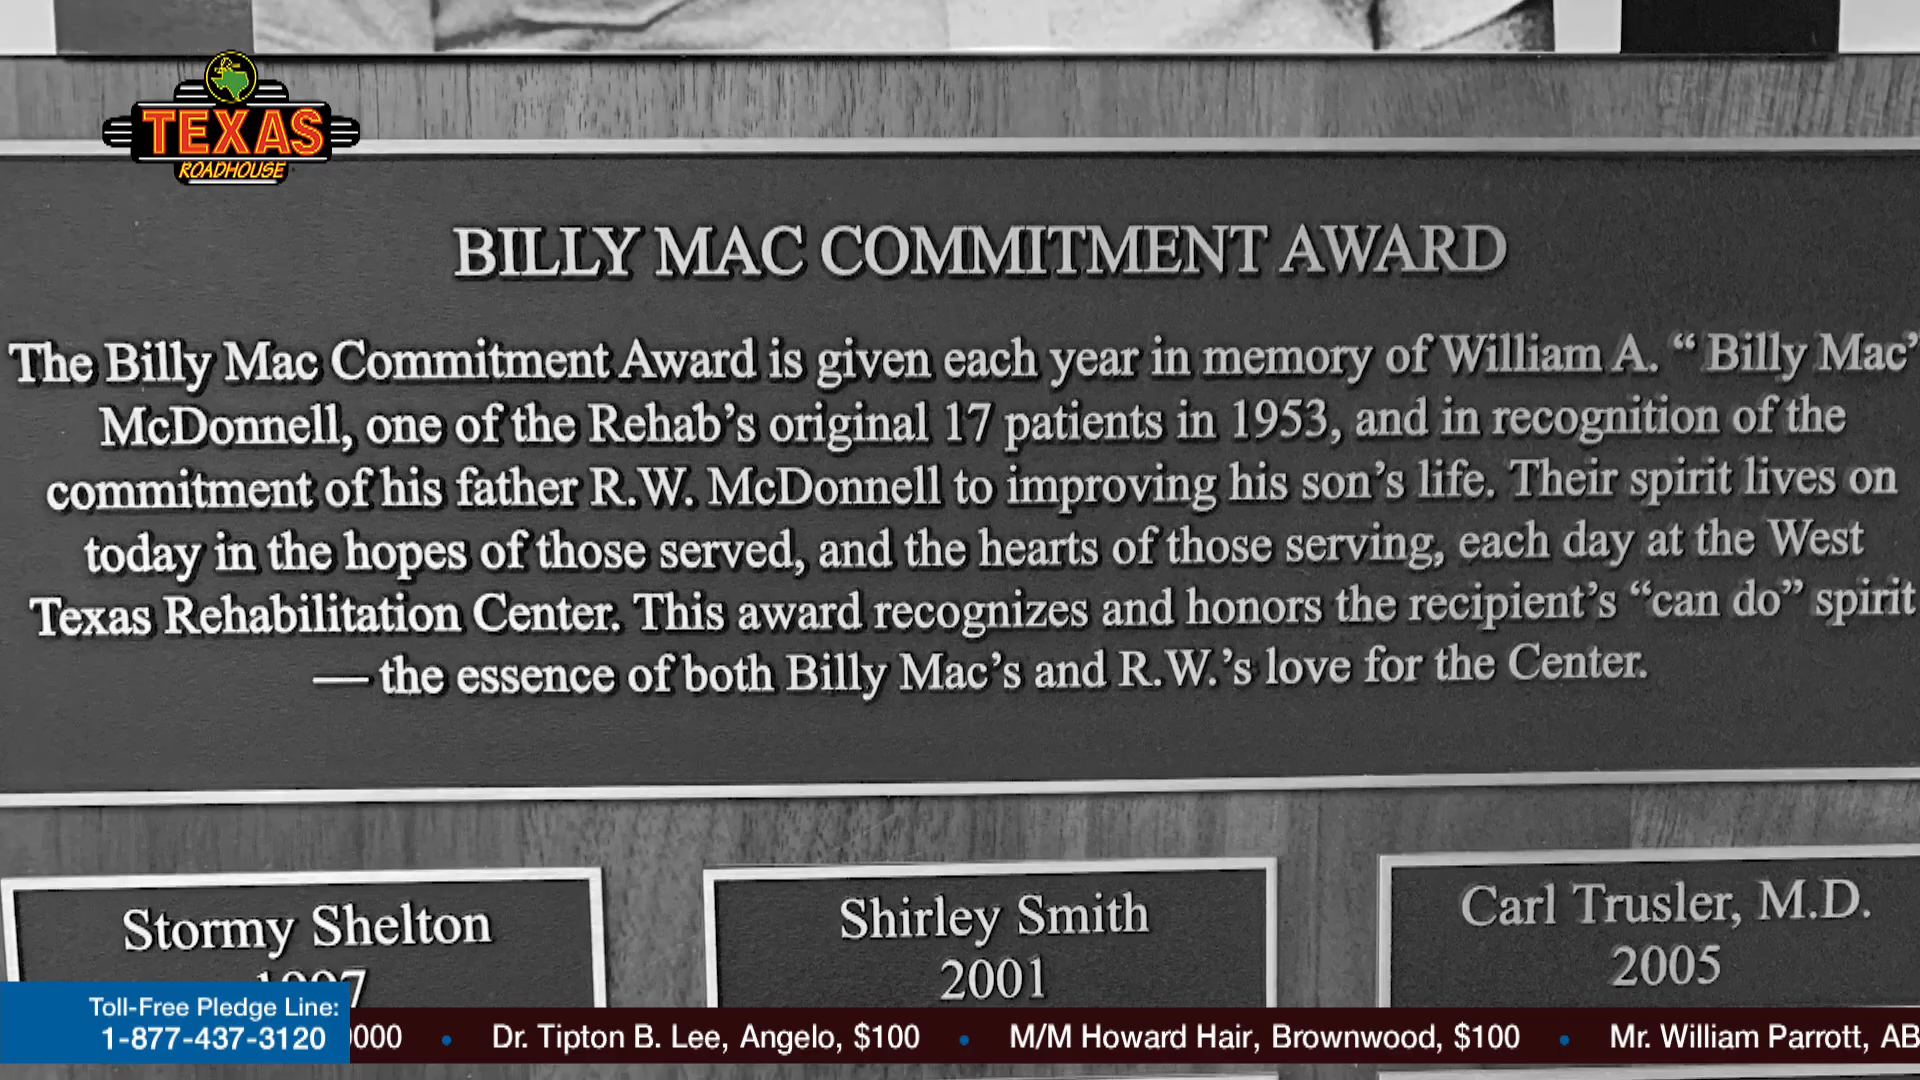 TEXAS
ROADHOUSE
BILLY MAC COMMITMENT AWARD
The Billy Mac Commitment Award is given each year in memory of William A. “ Billy Mac’
McDonnell, one of the Rehab’s original 17 patients in 1953, and in recognition of the
commitment of his father R.W. McDonnell to improving his son’s life. Their spirit lives on
today in the hopes of those served, and the hearts of those serving, each day at the West
Texas Rehabilitation Center. This award recognizes and honors the recipient’s “can do” spirit
— the essence of both Billy Mac’s and R.W.’s love for the Center.
Stormy Shelton
Shirley Smith
2001
Carl Trusler, M.D.
2005
Toll-Free Pledge Line:
1-877-437-3120
000 • Dr. Tipton B. Lee, Angelo, $100 • M/M Howard Hair, Brownwood, $100 • Mr. William Parrott, AB